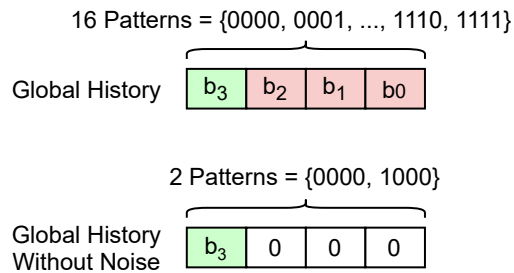 16 Patterns = {0000, 0001, ..., 1110, 1111}
Global History b₃ b₂ b₁ b0
2 Patterns = {0000, 1000}
Global History
Without Noise b₃ 0 0 0